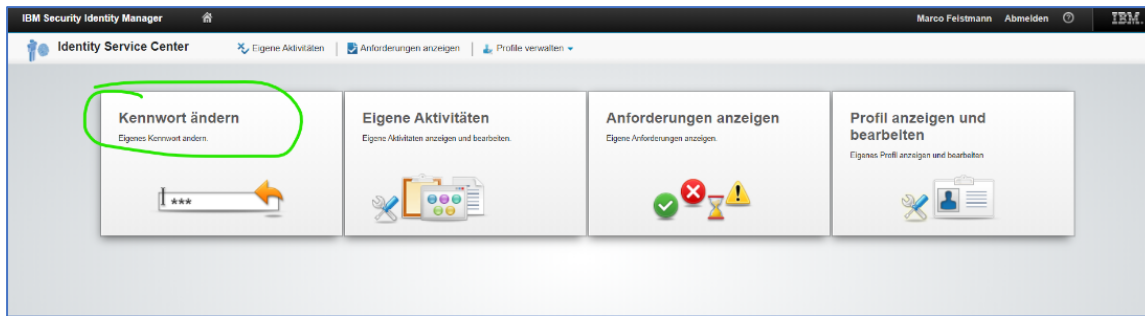 IBM Security Identity Manager
Marco Feistmann Abmelden
IBM.
Identity Service Center
Eigene Aktivitäten
Anforderungen anzeigen
Profile verwalten
Kennwort ändern
Eigenes Kennwort ändern.
***
Eigene Aktivitäten
Eigene Aktivitäten anzeigen und bearbeiten.
Anforderungen anzeigen
Eigene Anforderungen anzeigen.
Profil anzeigen und
bearbeiten
Eigenes Profil anzeigen und bearbeiten